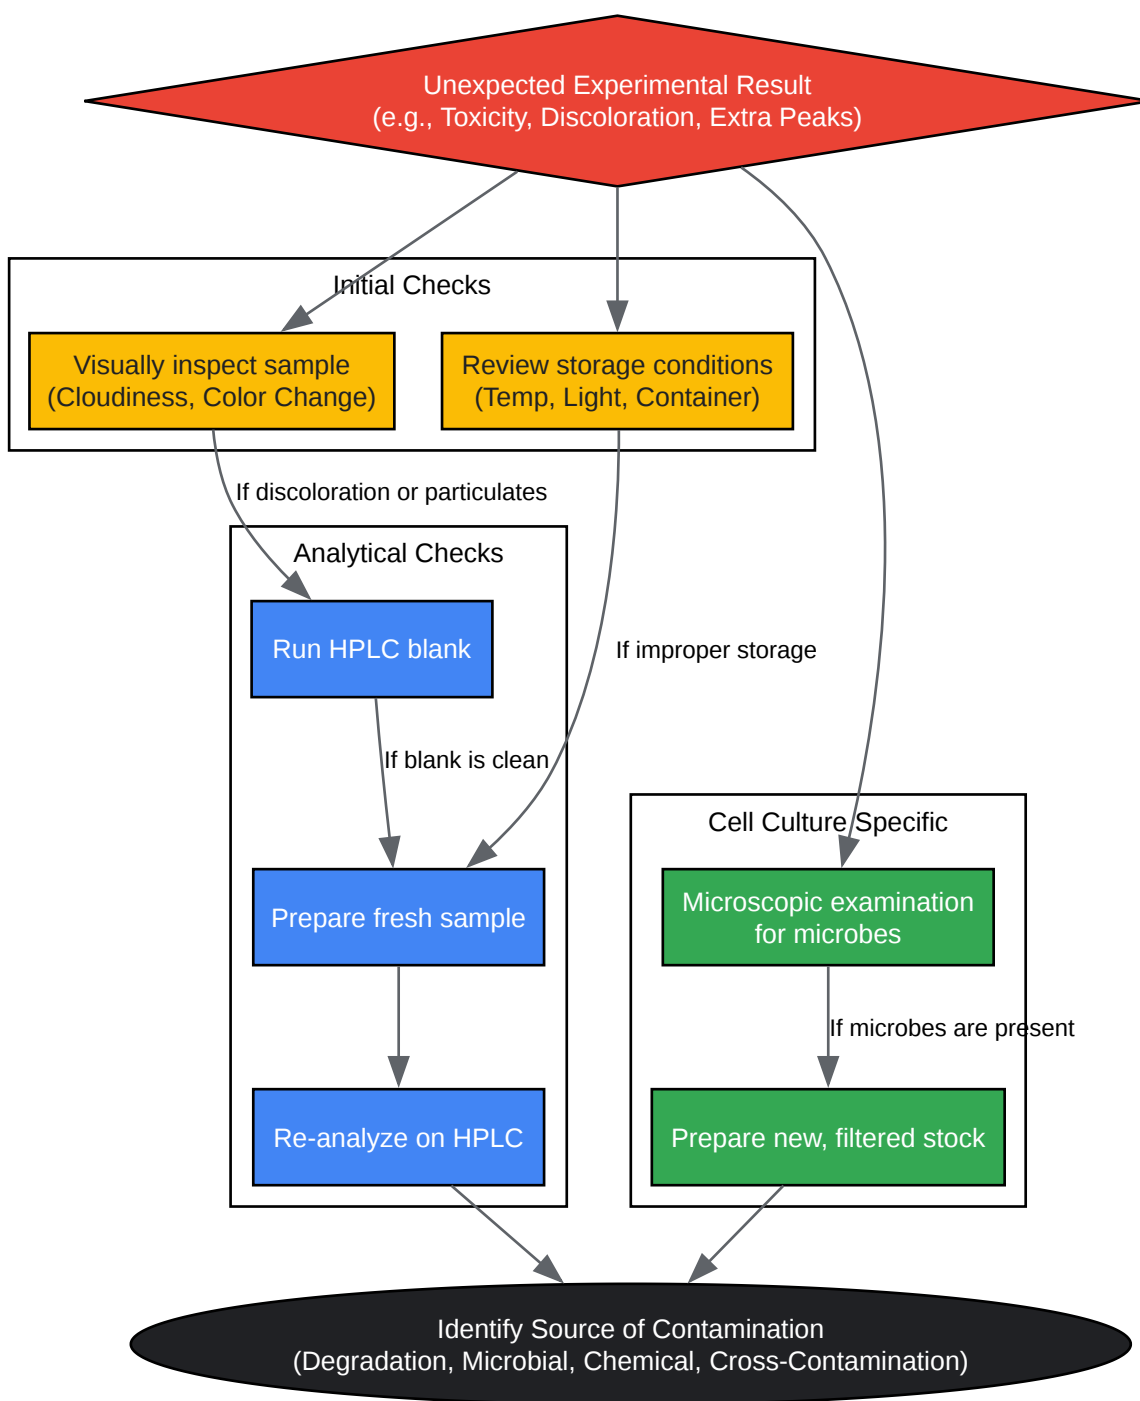 Unexpected Experimental Result
(e.g., Toxicity, Discoloration, Extra Peaks)
Initial Checks
Visually inspect sample
(Cloudiness, Color Change)
Review storage conditions
(Temp, Light, Container)
If discoloration or particulates
Analytical Checks
Run HPLC blank
If improper storage
If blank is clean
Cell Culture Specific
Prepare fresh sample
Microscopic examination
for microbes
If microbes are present
Re-analyze on HPLC
Prepare new, filtered stock
Identify Source of Contamination
(Degradation, Microbial, Chemical, Cross-Contamination)